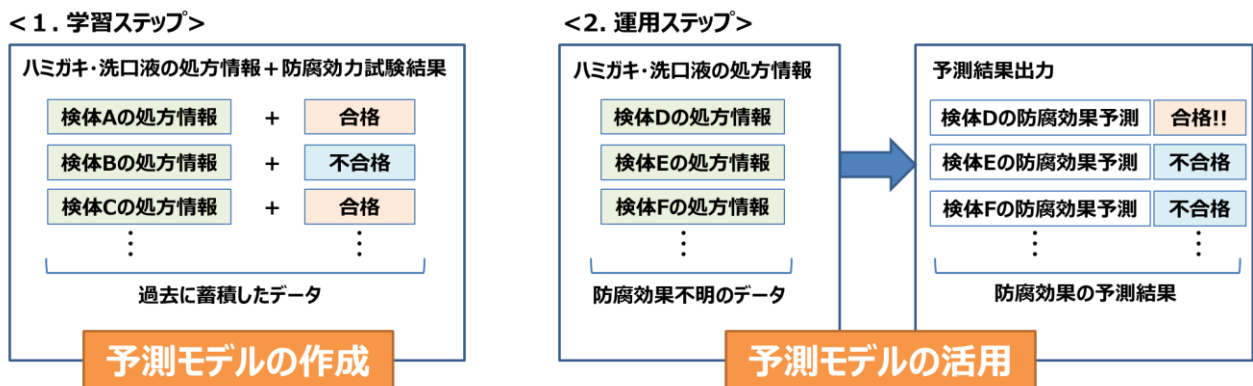 <1. 学習ステップ>
ハミガキ・洗口液の処方情報+防腐効力試験結果
検体Aの処方情報 + 合格
検体Bの処方情報 + 不合格
検体Cの処方情報 + 合格
過去に蓄積したデータ
予測モデルの作成
<2. 運用ステップ>
ハミガキ・洗口液の処方情報
検体Dの処方情報
検体Eの処方情報
検体Fの処方情報
防腐効果不明のデータ
予測結果出力
検体Dの防腐効果予測 合格!!
検体Eの防腐効果予測 不合格
検体Fの防腐効果予測 不合格
防腐効果の予測結果
予測モデルの活用